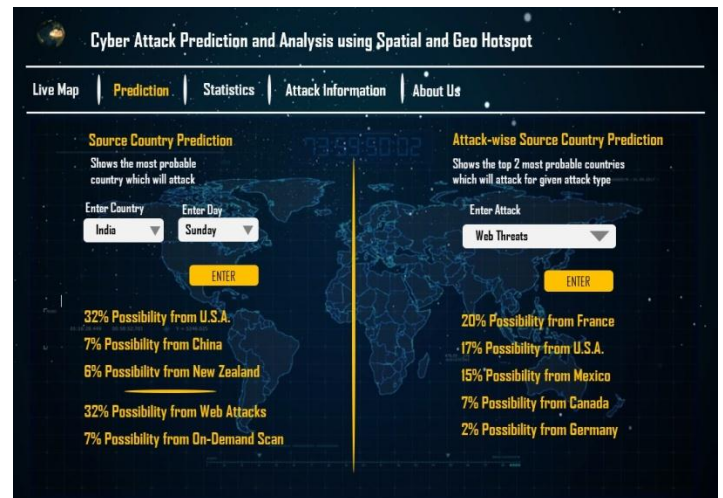 Cyber Attack Prediction and Analysis using Spatial and Geo Hotspot
Live Map
Prediction
Statistics
Attack Information
About Us
Source Country Prediction
Shows the most probable
country which will attack
Enter Country
Enter Day
India
Sunday
ENTER
32% Possibility from U.S.A.
7% Possibility from China
6% Possibility from New Zealand
32% Possibility from Web Attacks
7% Possibility from On-Demand Scan
Attack-wise Source Country Prediction
Shows the top 2 most probable countries
which will attack for given attack type
Enter Attack
Web Threats
ENTER
20% Possibility from France
17% Possibility from U.S.A.
15% Possibility from Mexico
7% Possibility from Canada
2% Possibility from Germany